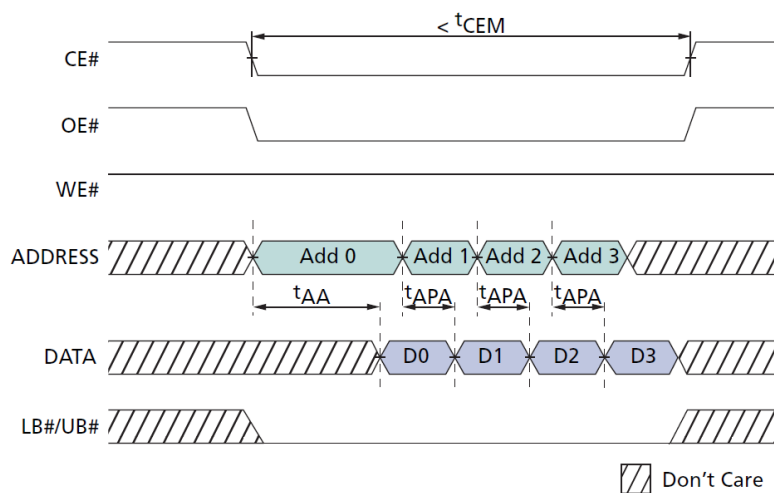 < tCEM
CE#
OE#
WE#
ADDRESS Add 0 Add 1 Add 2 Add 3
tAA tAPA tAPA tAPA
DATA D0 D1 D2 D3
LB#/UB#
Don't Care